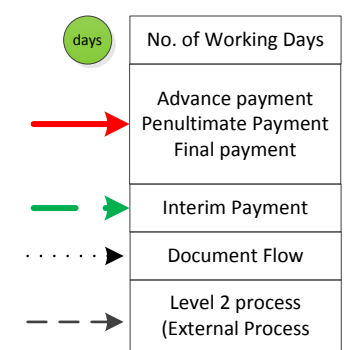 days
No. of Working Days
Advance payment
Penultimate Payment
Final payment
Interim Payment
Document Flow
Level 2 process
(External Process